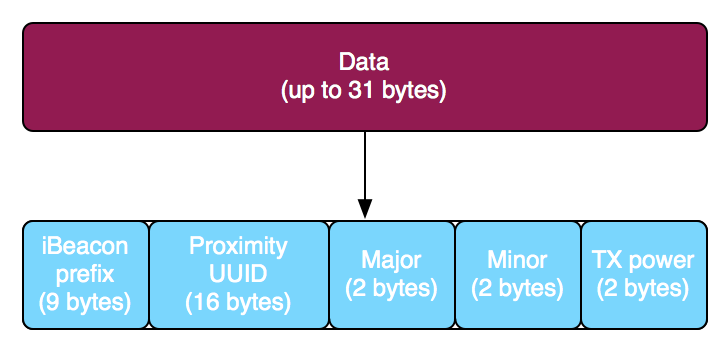 Data
(up to 31 bytes)
iBeacon
prefix
(9 bytes)
Proximity
UUID
(16 bytes)
Major
(2 bytes)
Minor
(2 bytes)
TX power
(2 bytes)